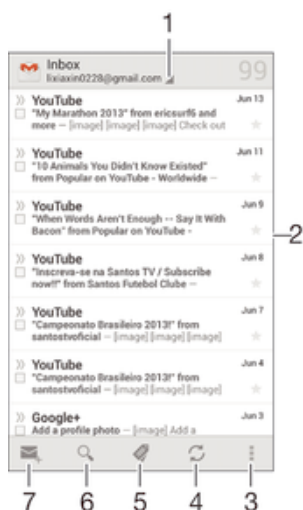 1
Inbox
lixiaxin0228@gmail.com
99
YouTube Jun 13
"My Marathon 2013" from ericsurf6 and
more – [image] [image] [image] Check out
YouTube Jun 11
"10 Animals You Didn't Know Existed"
from Popular on YouTube - Worldwide –
YouTube Jun 9
"When Words Aren't Enough -- Say It With
Bacon" from Popular on YouTube -
2
YouTube Jun 8
"Inscreva-se na Santos TV / Subscribe
now!!" from Santos Futebol Clube –
YouTube Jun 7
"Campeonato Brasileiro 2013!" from
santostvoficial – [image] [image] [image]
YouTube Jun 4
"Campeonato Brasileiro 2013!" from
santostvoficial – [image] [image] [image]
Google+ Jun 3
Add a profile photo – [image] Add a
7 6 5 4 3